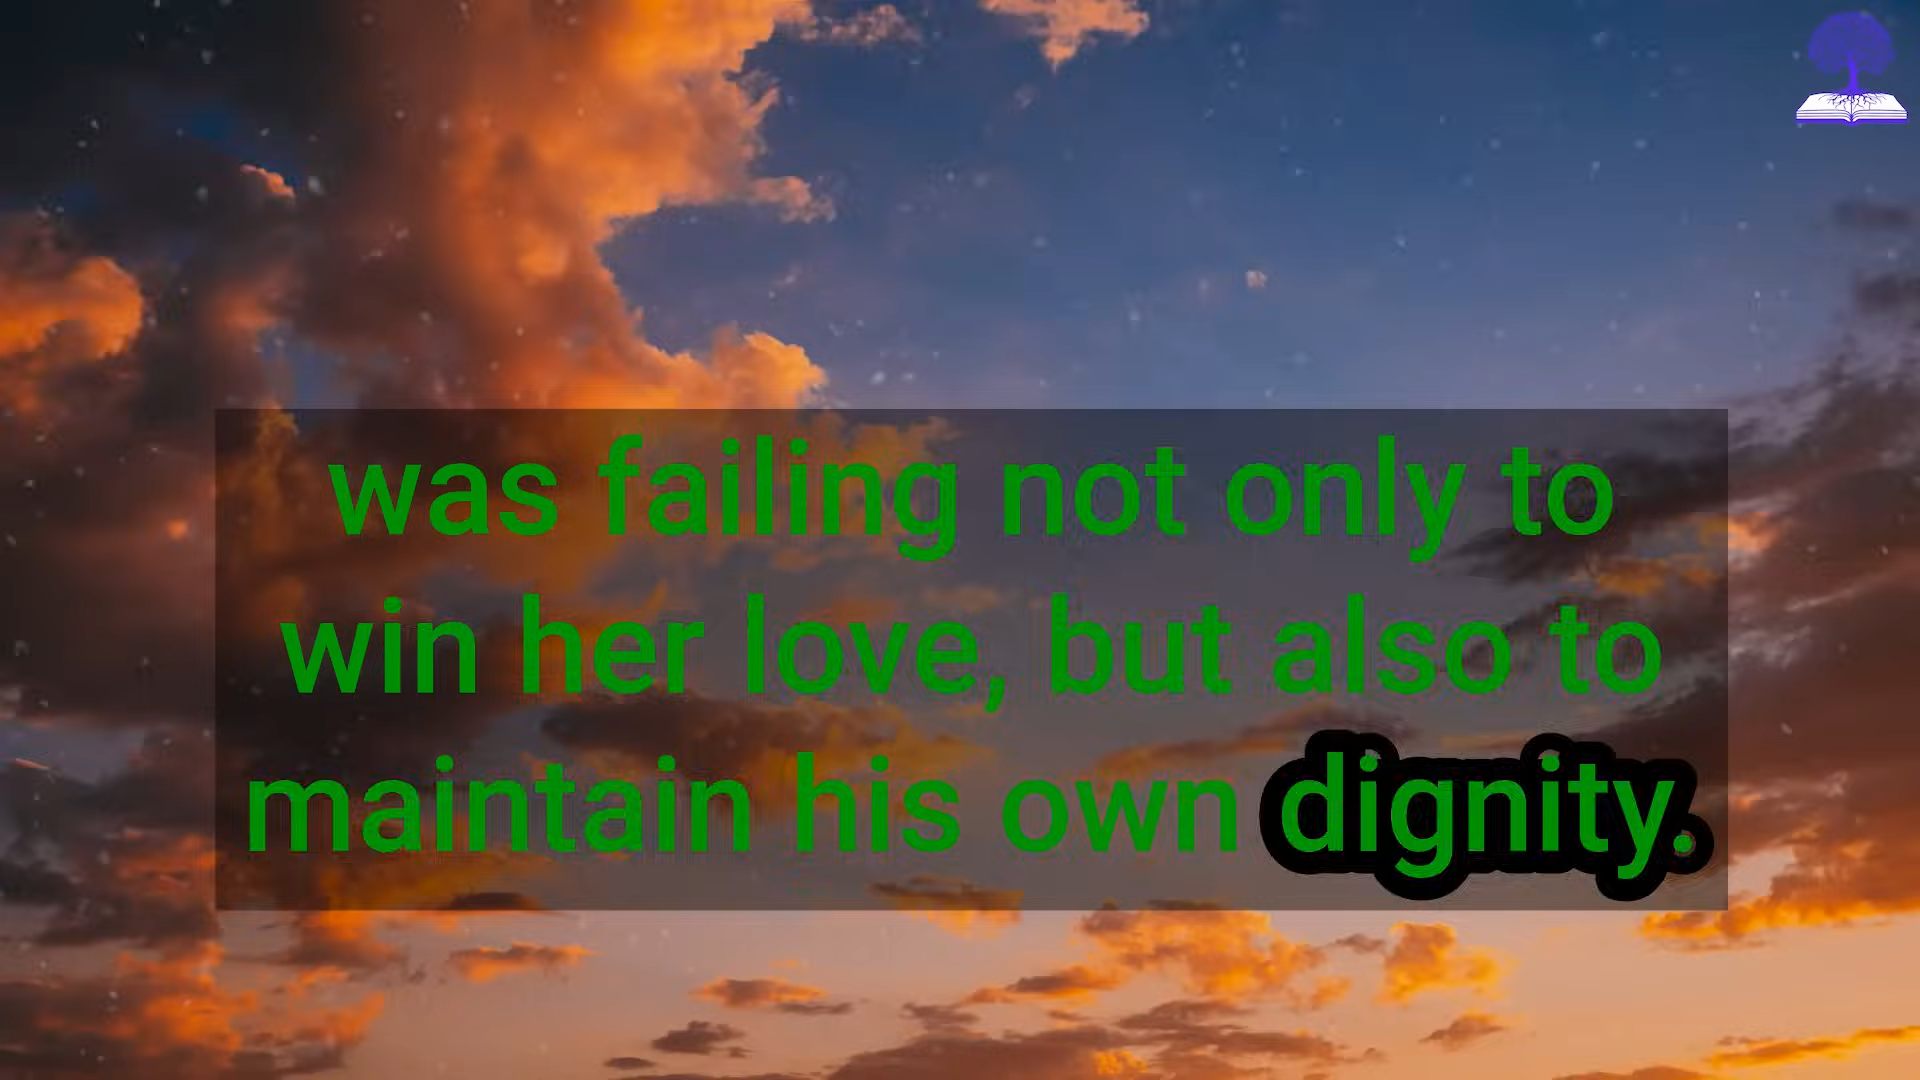 was failing not only to
win her love, but also to
maintain his own dignity.